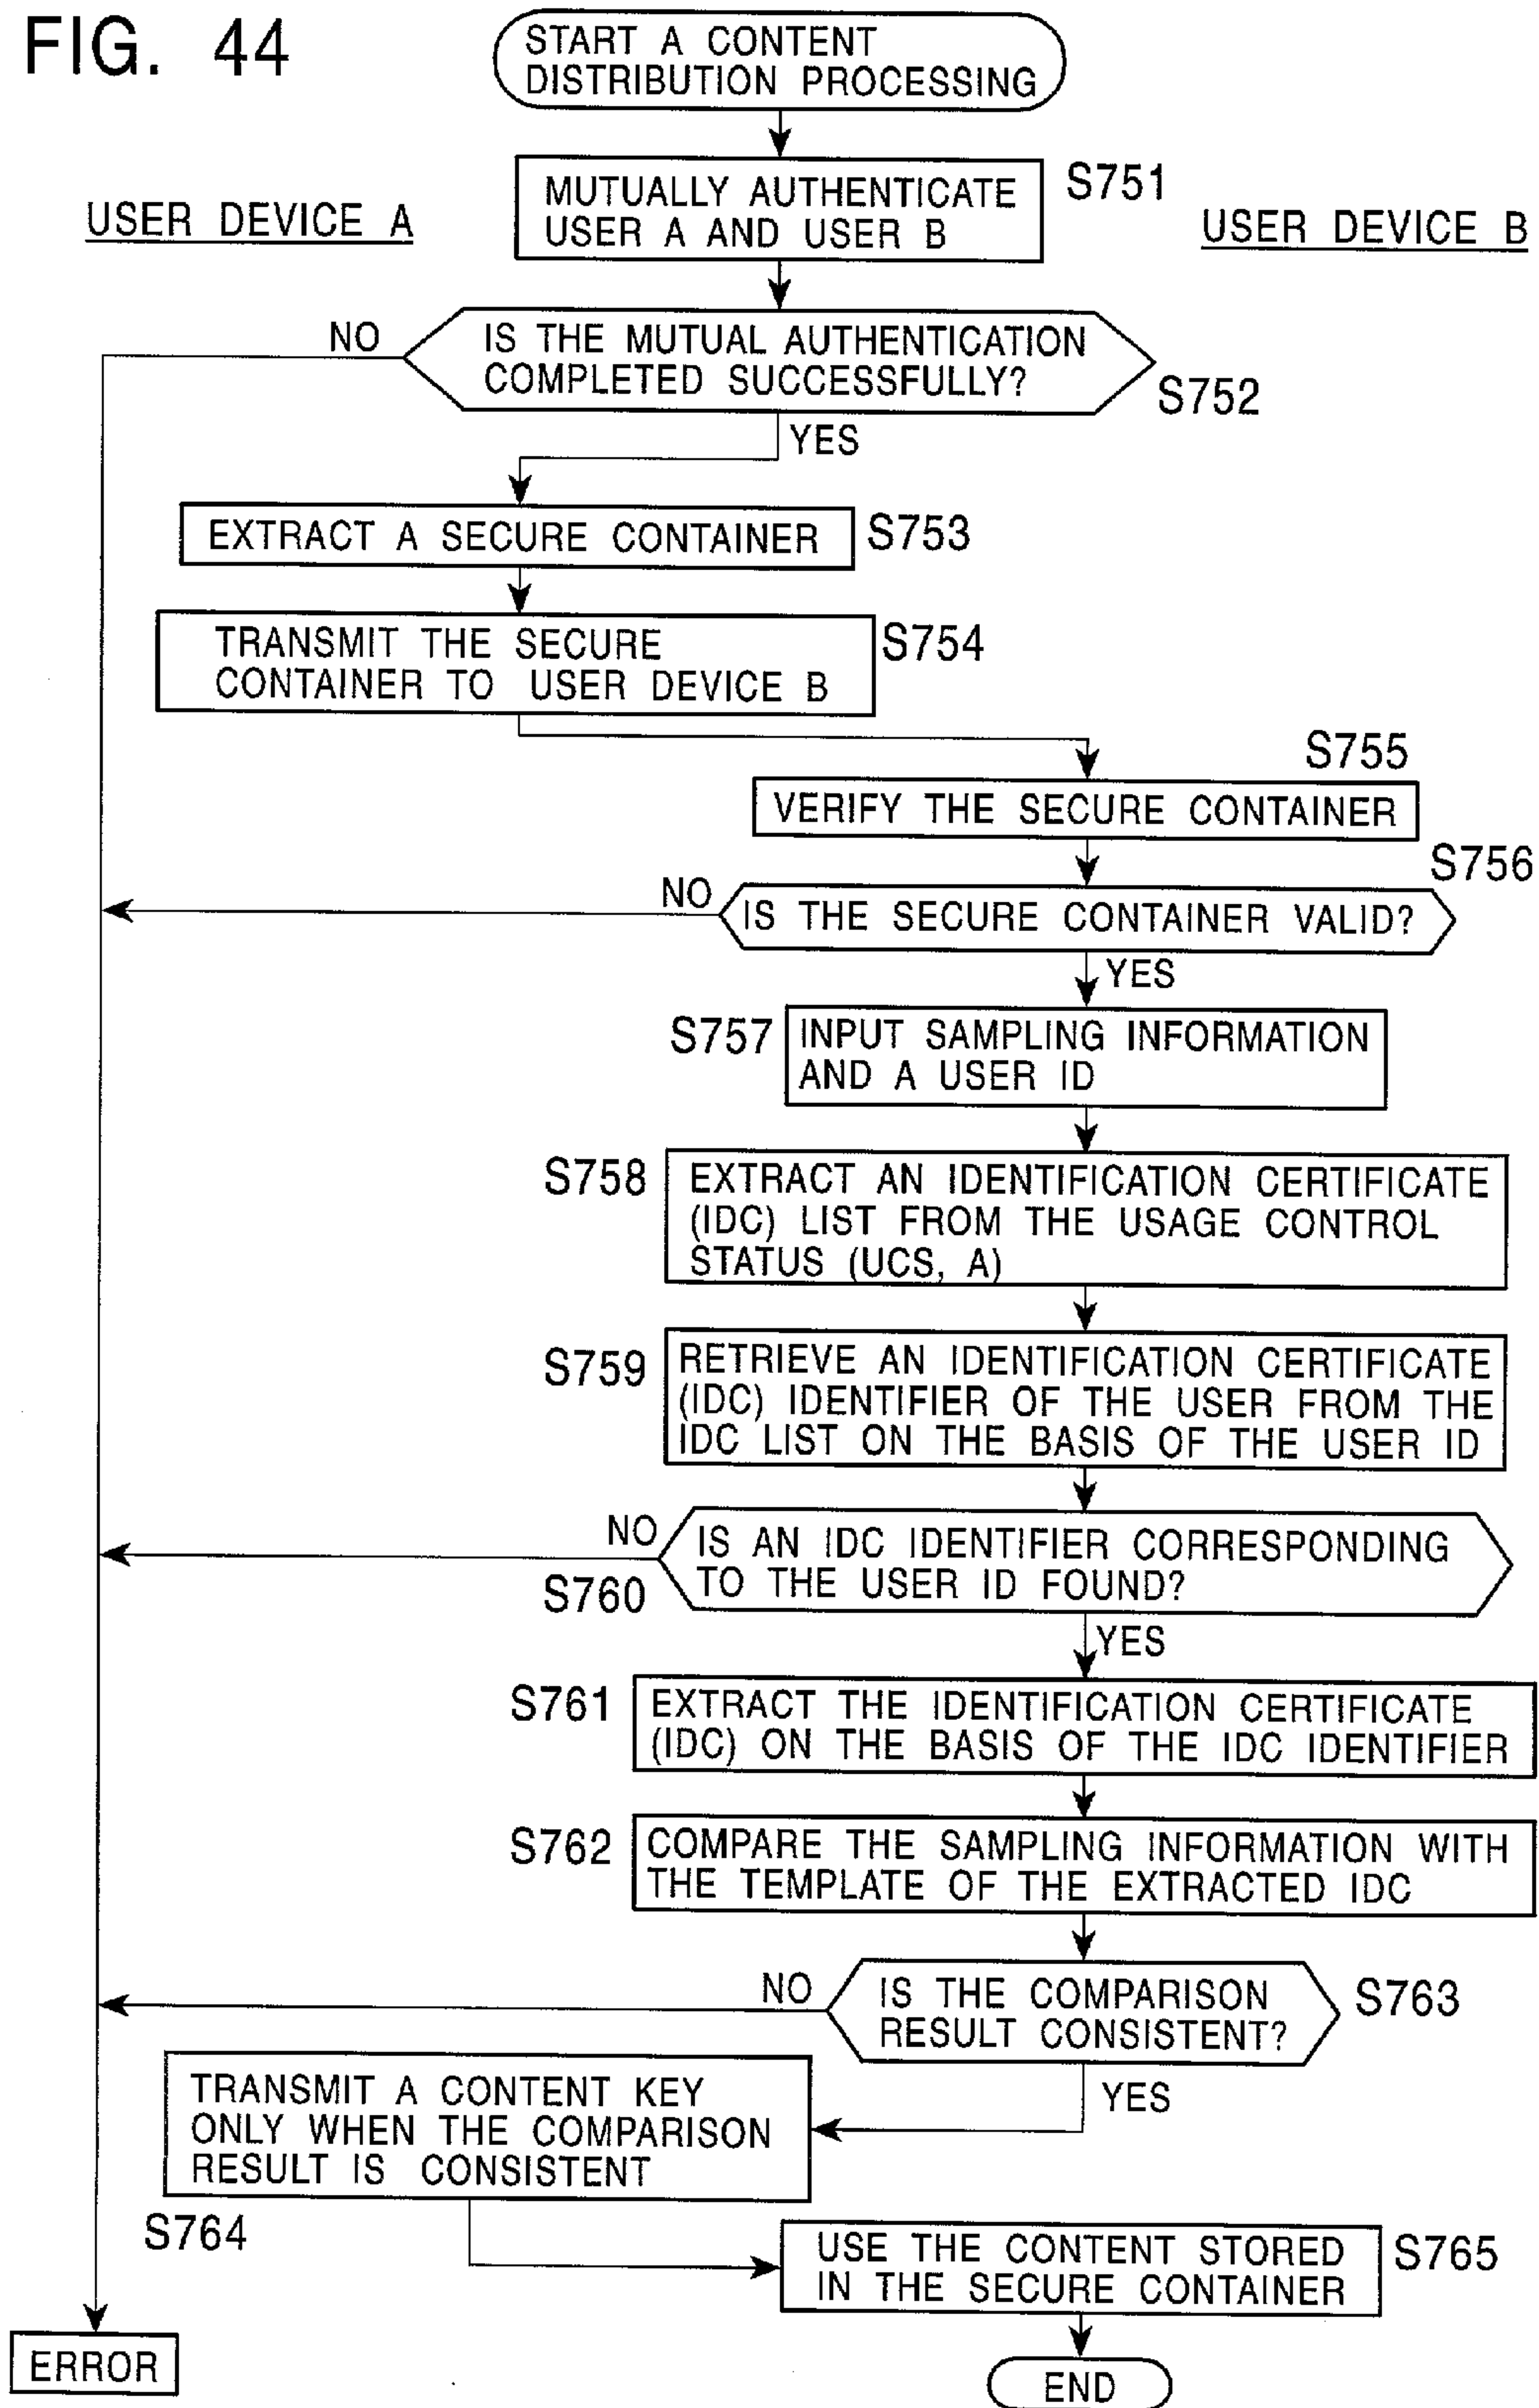 FIG. 44
START A CONTENT
DISTRIBUTION PROCESSING
S751
MUTUALLY AUTHENTICATE
USER A AND USER B
USER DEVICE A
USER DEVICE B
NO
IS THE MUTUAL AUTHENTICATION
COMPLETED SUCCESSFULLY?
S752
YES
EXTRACT A SECURE CONTAINER
S753
TRANSMIT THE SECURE
CONTAINER TO USER DEVICE B
S754
S755
VERIFY THE SECURE CONTAINER
S756
NO
IS THE SECURE CONTAINER VALID?
YES
S757
INPUT SAMPLING INFORMATION
AND A USER ID
S758
EXTRACT AN IDENTIFICATION CERTIFICATE
(IDC) LIST FROM THE USAGE CONTROL
STATUS (UCS, A)
S759
RETRIEVE AN IDENTIFICATION CERTIFICATE
(IDC) IDENTIFIER OF THE USER FROM THE
IDC LIST ON THE BASIS OF THE USER ID
NO
IS AN IDC IDENTIFIER CORRESPONDING
TO THE USER ID FOUND?
S760
YES
S761
EXTRACT THE IDENTIFICATION CERTIFICATE
(IDC) ON THE BASIS OF THE IDC IDENTIFIER
S762
COMPARE THE SAMPLING INFORMATION WITH
THE TEMPLATE OF THE EXTRACTED IDC
NO
IS THE COMPARISON
RESULT CONSISTENT?
S763
YES
TRANSMIT A CONTENT KEY
ONLY WHEN THE COMPARISON
RESULT IS CONSISTENT
S764
USE THE CONTENT STORED
IN THE SECURE CONTAINER
S765
ERROR
END